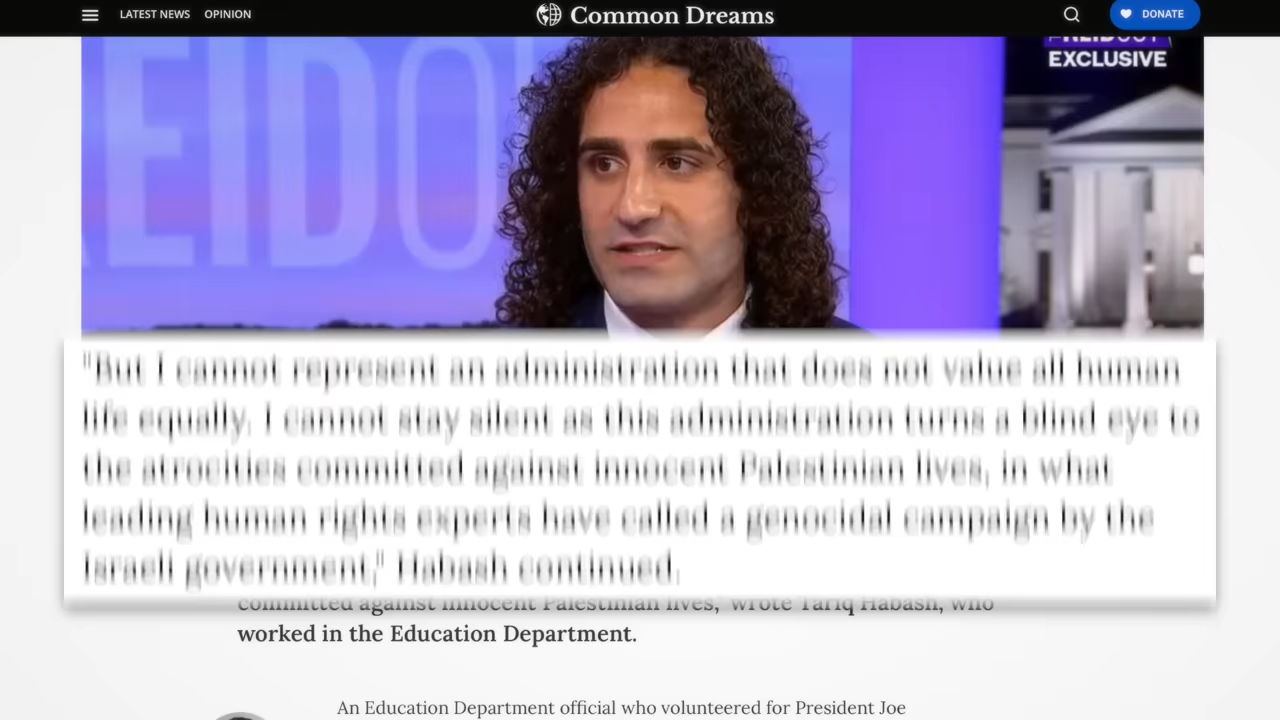 LATEST NEWS OPINION Common Dreams DONATE
EIDO
EXCLUSIVE
"But I cannot represent an administration that does not value all human
life equally. I cannot stay silent as this administration turns a blind eye to
the atrocities committed against innocent Palestinian lives, in what
leading human rights experts have called a genocidal campaign by the
Israeli government," Habash continued.
committed against innocent Palestinian lives," wrote Tariq Habash, who
worked in the Education Department.
An Education Department official who volunteered for President Joe